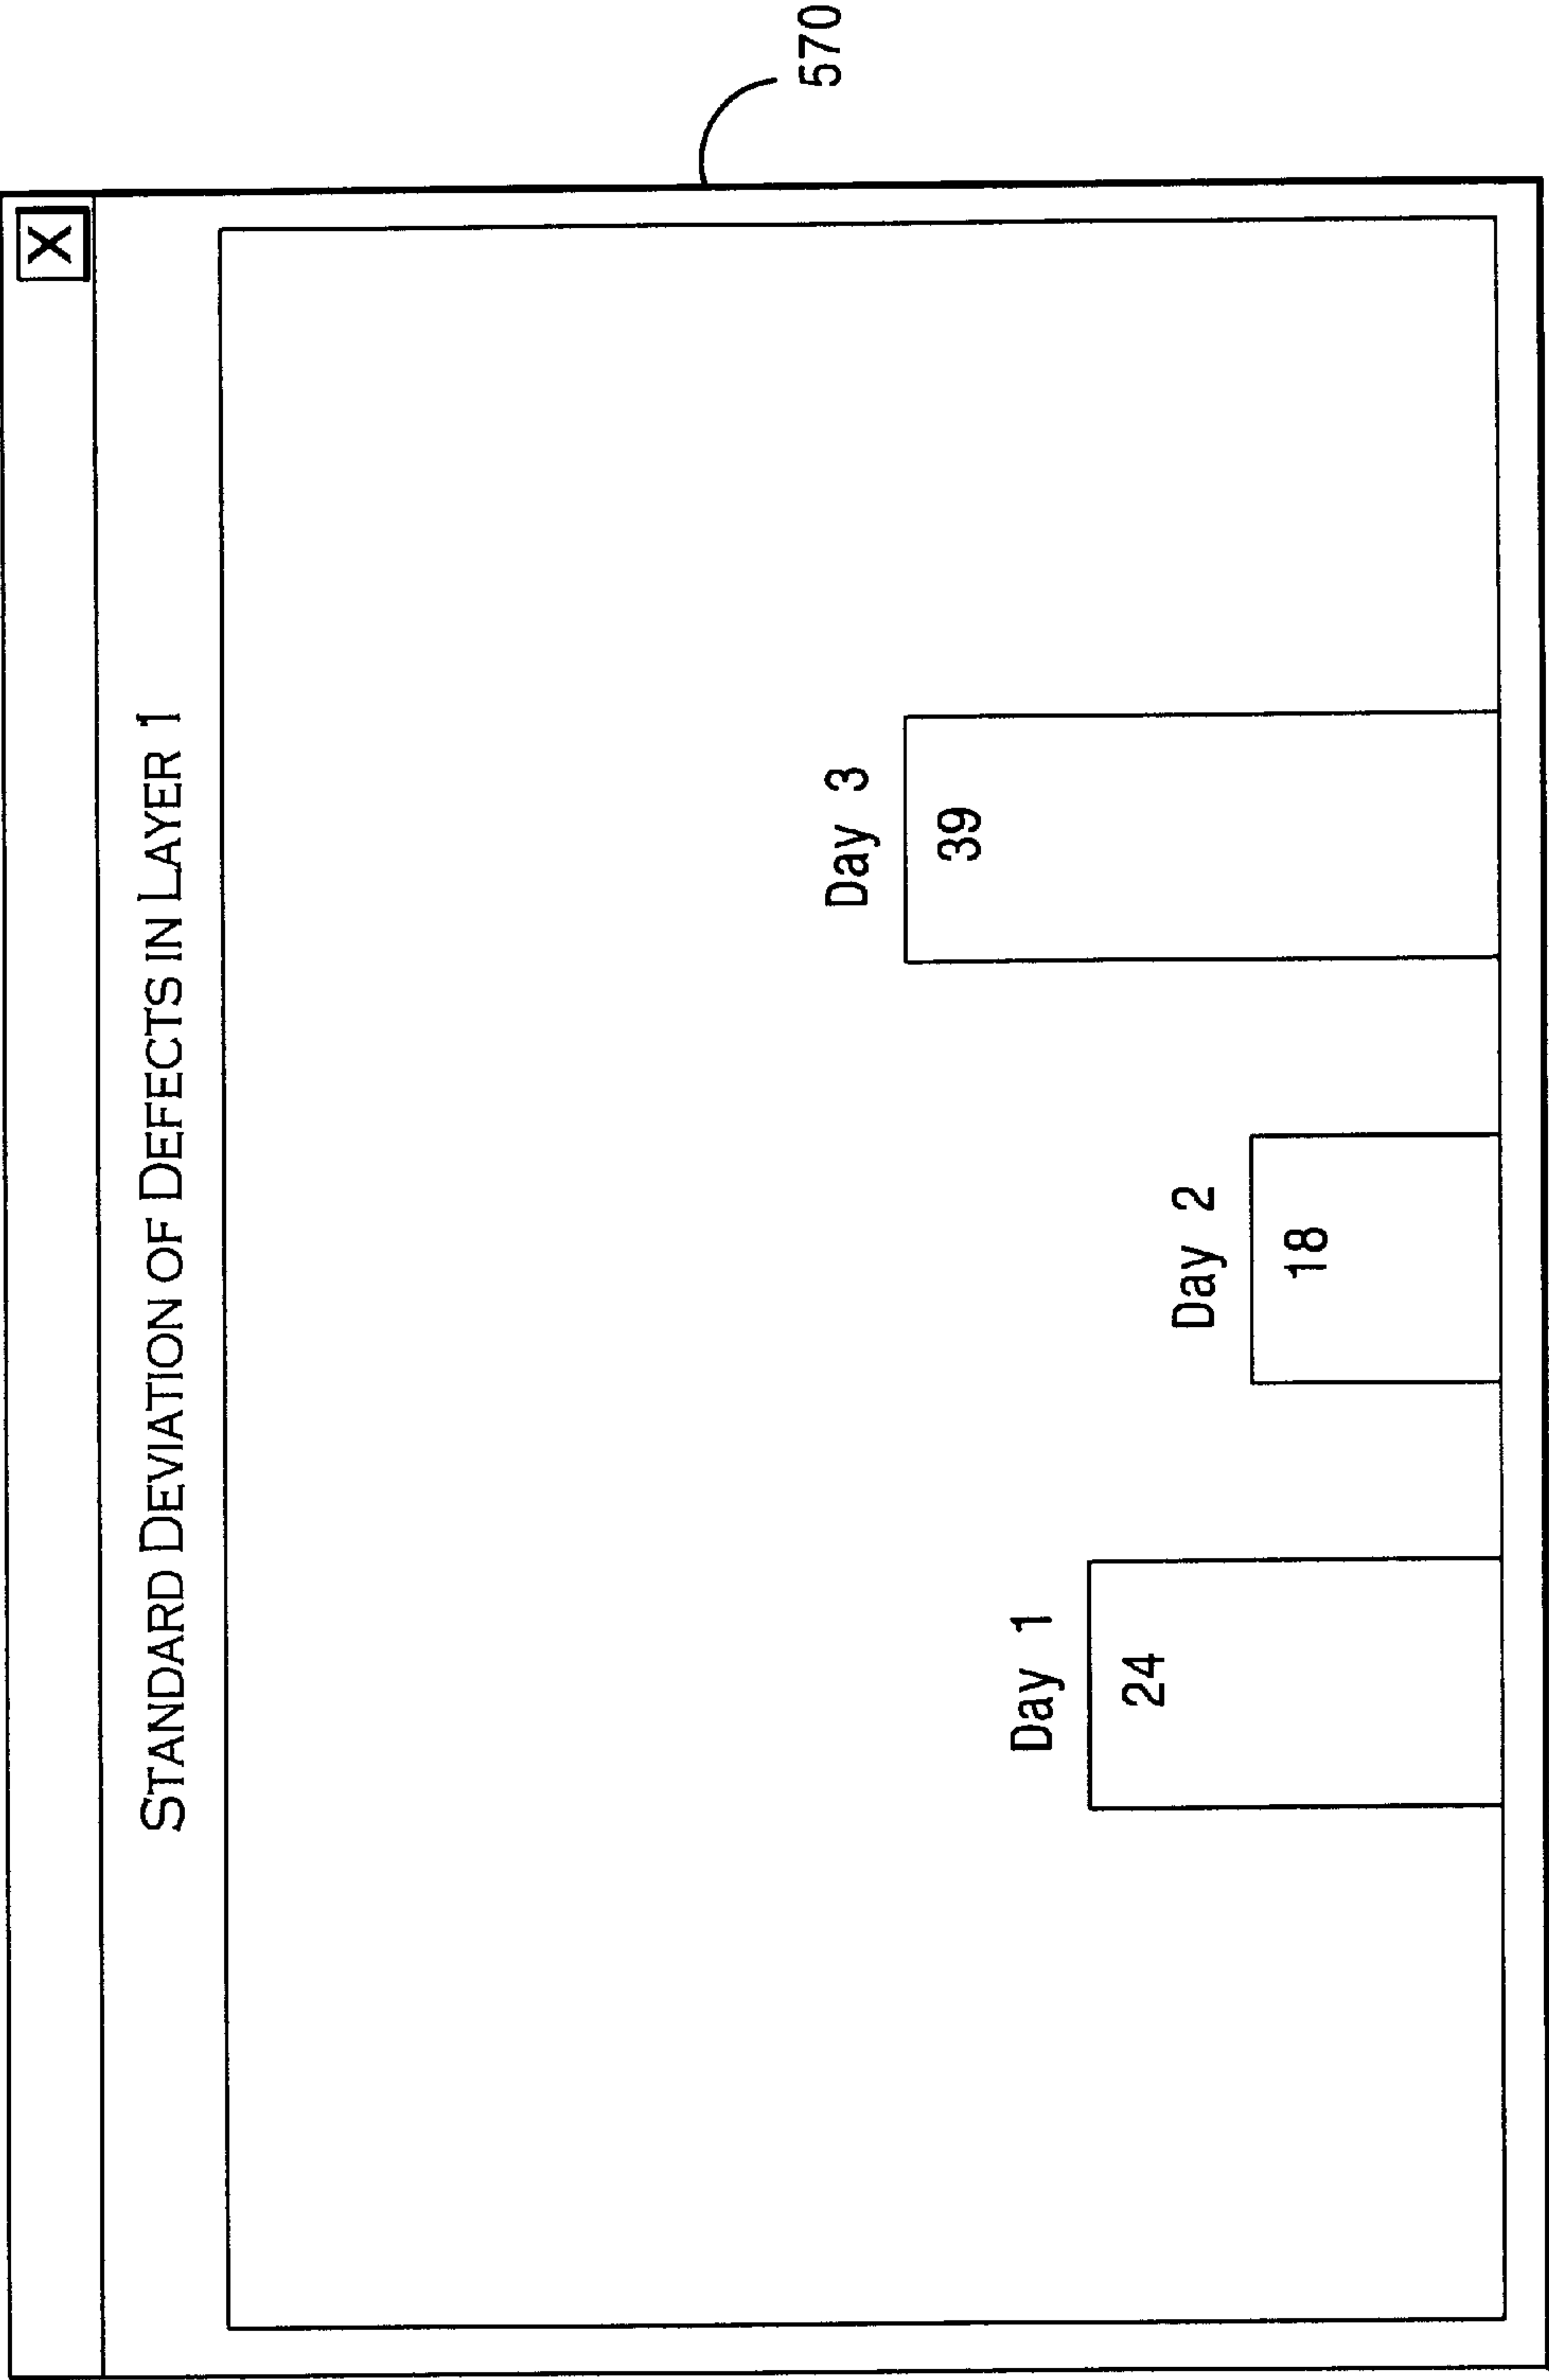 X
STANDARD DEVIATION OF DEFECTS IN LAYER 1
Day 1
24
Day 2
18
Day 3
39
570